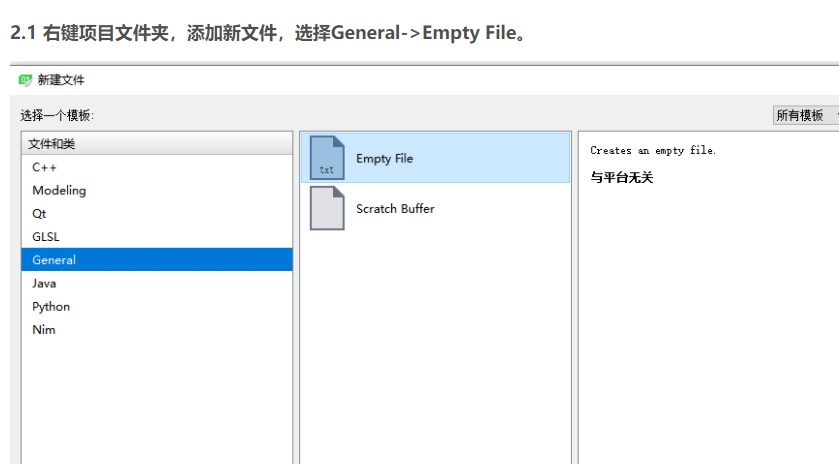 2.1 右键项目文件夹，添加新文件，选择General->Empty File。
新建文件
选择一个模板:
所有模板
文件和类
C++
Modeling
Qt
GLSL
General
Java
Python
Nim
txt
Empty File
Scratch Buffer
Creates an empty file.
与平台无关